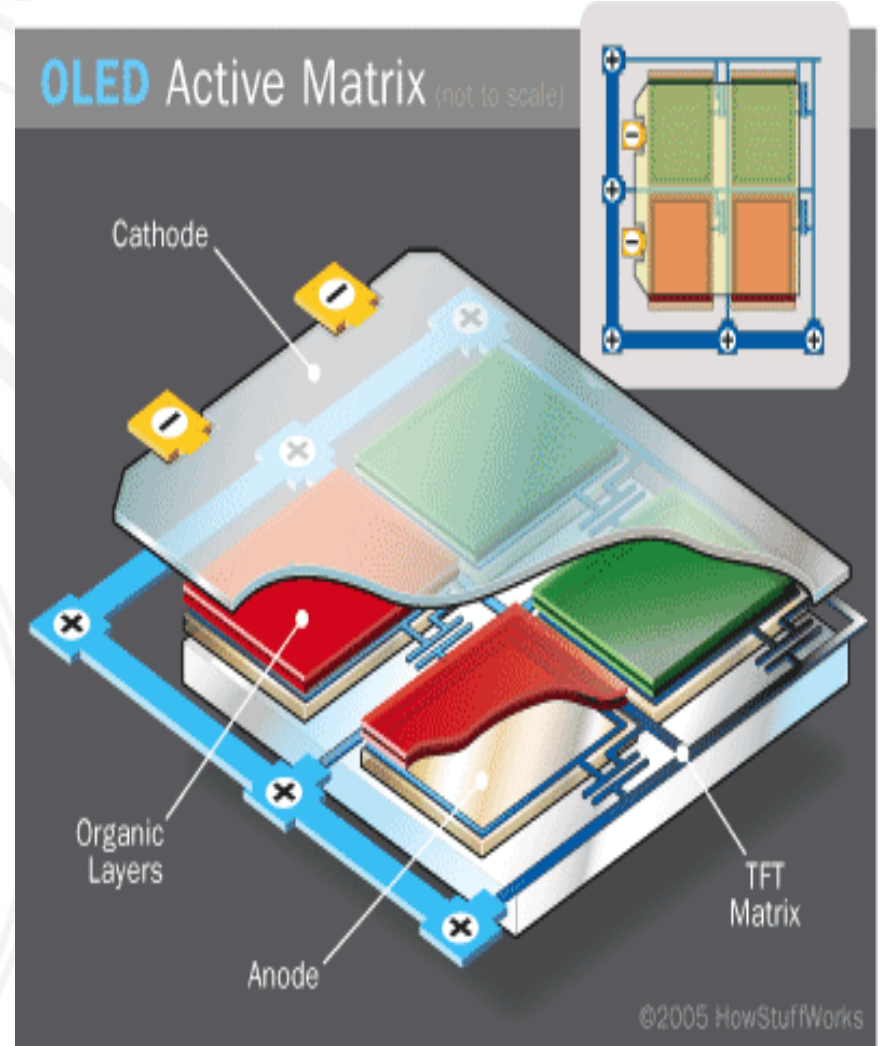 OLED Active Matrix (not to scale)
Cathode
Organic
Layers
Anode
TFT
Matrix
©2005 HowStuffWorks